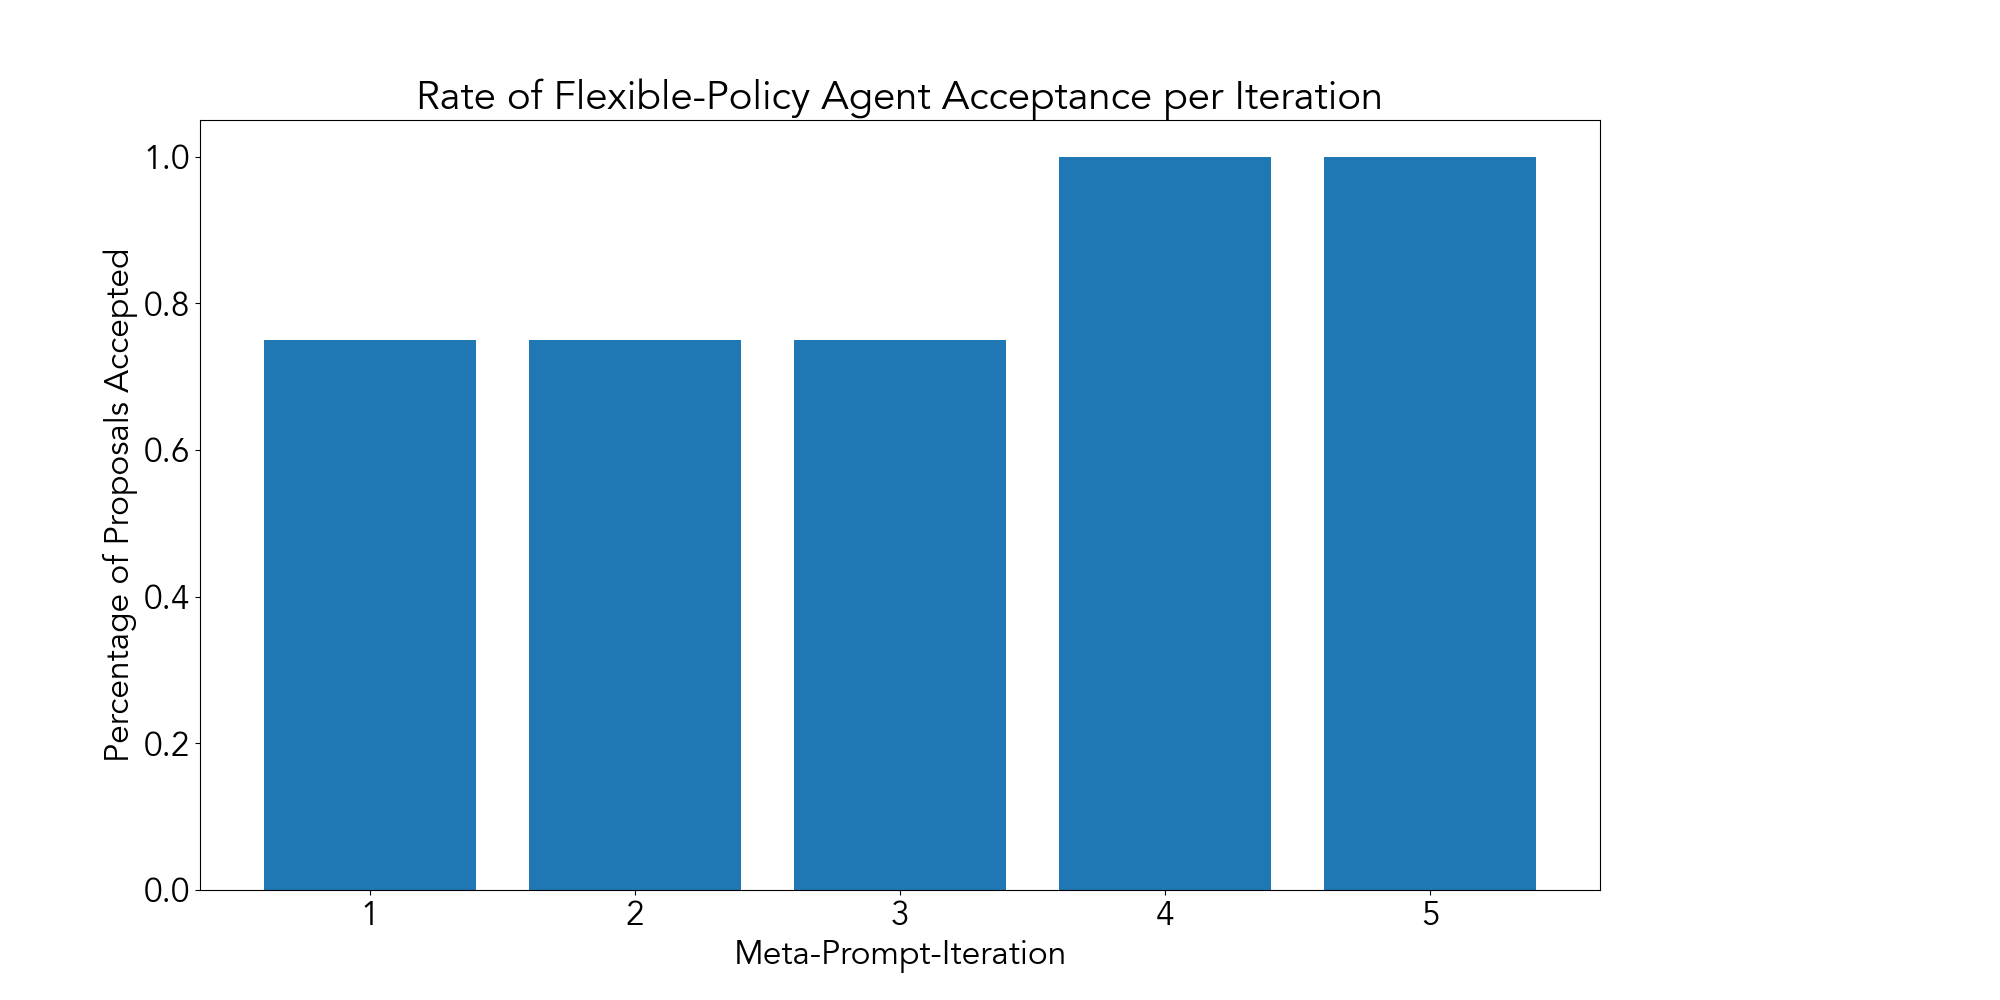 Rate of Flexible-Policy Agent Acceptance per Iteration
Percentage of Proposals Accepted
1.0
0.8
0.6
0.4
0.2
0.0
1 2 3 4 5
Meta-Prompt-Iteration